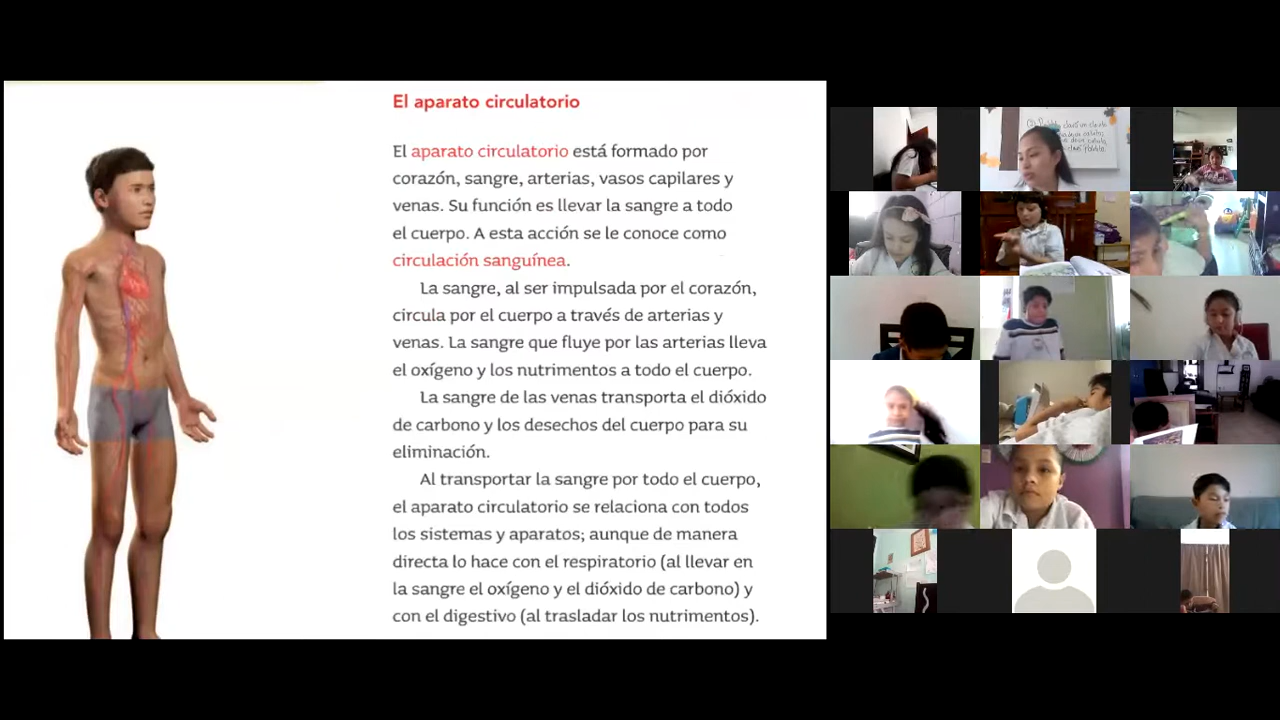 El aparato circulatorio
El aparato circulatorio está formado por
corazón, sangre, arterias, vasos capilares y
venas. Su función es llevar la sangre a todo
el cuerpo. A esta acción se le conoce como
circulación sanguínea.
La sangre, al ser impulsada por el corazón,
circula por el cuerpo a través de arterias y
venas. La sangre que fluye por las arterias lleva
el oxígeno y los nutrimentos a todo el cuerpo.
La sangre de las venas transporta el dióxido
de carbono y los desechos del cuerpo para su
eliminación.
Al transportar la sangre por todo el cuerpo,
el aparato circulatorio se relaciona con todos
los sistemas y aparatos; aunque de manera
directa lo hace con el respiratorio (al llevar en
la sangre el oxígeno y el dióxido de carbono) y
con el digestivo (al trasladar los nutrimentos).